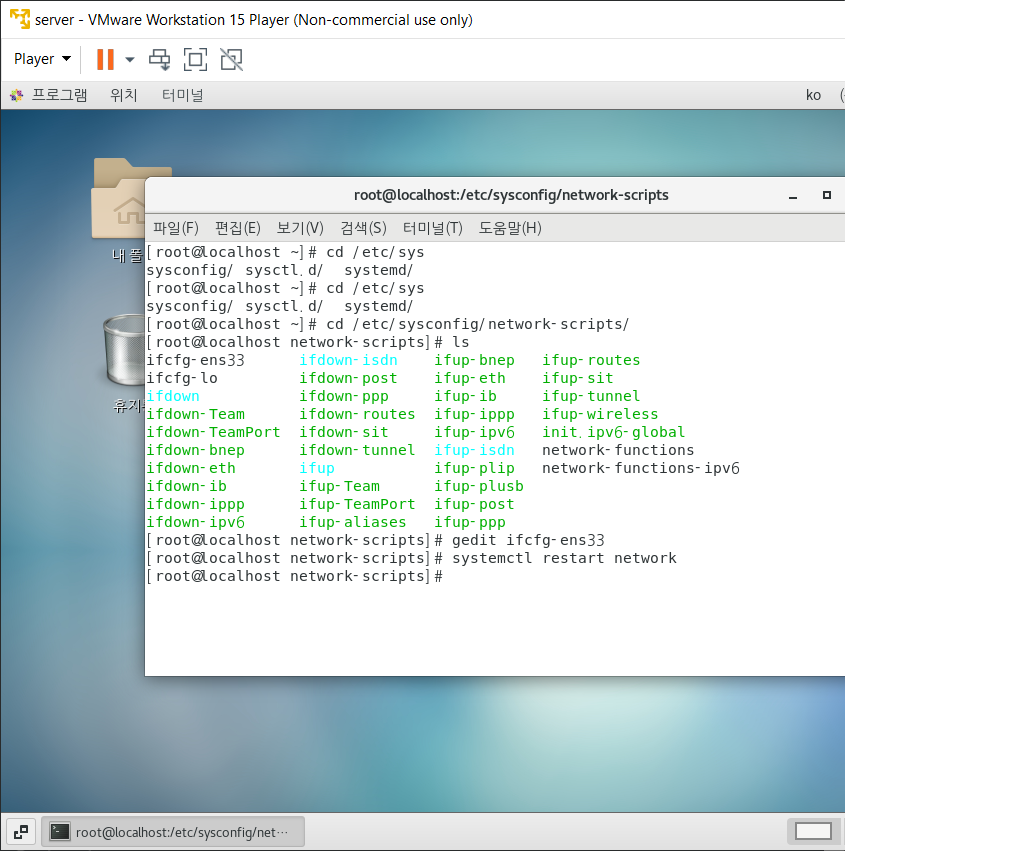 server - VMware Workstation 15 Player (Non-commercial use only)
Player
프로그램 위치 터미널 ko
root@localhost:/etc/sysconfig/network-scripts
파일(F) 편집(E) 보기(V) 검색(S) 터미널(T) 도움말(H)
[root@localhost ~]# cd /etc/sys
sysconfig/ sysctl.d/ systemd/
[root@localhost ~]# cd /etc/sys
sysconfig/ sysctl.d/ systemd/
[root@localhost ~]# cd /etc/sysconfig/network-scripts/
[root@localhost network-scripts]# ls
ifcfg-ens33 ifdown-isdn ifup-bnep ifup-routes
ifcfg-lo ifdown-post ifup-eth ifup-sit
ifdown ifdown-ppp ifup-ib ifup-tunnel
ifdown-Team ifdown-routes ifup-ippp ifup-wireless
ifdown-TeamPort ifdown-sit ifup-ipv6 init.ipv6-global
ifdown-bnep ifdown-tunnel ifup-isdn network-functions
ifdown-eth ifup ifup-plip network-functions-ipv6
ifdown-ib ifup-Team ifup-plusb
ifdown-ippp ifup-TeamPort ifup-post
ifdown-ipv6 ifup-aliases ifup-ppp
[root@localhost network-scripts]# gedit ifcfg-ens33
[root@localhost network-scripts]# systemctl restart network
[root@localhost network-scripts]#
내
root@localhost:/etc/sysconfig/net…